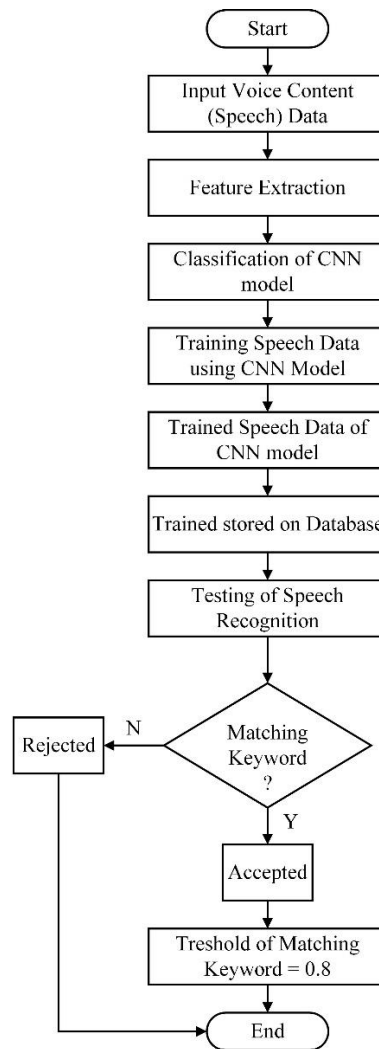 Start
Input Voice Content
(Speech) Data
Feature Extraction
Classification of CNN
model
Training Speech Data
using CNN Model
Trained Speech Data of
CNN model
Trained stored on Database
Testing of Speech
Recognition
Matching
Keyword
?
N
Rejected
Y
Accepted
Treshold of Matching
Keyword = 0.8
End